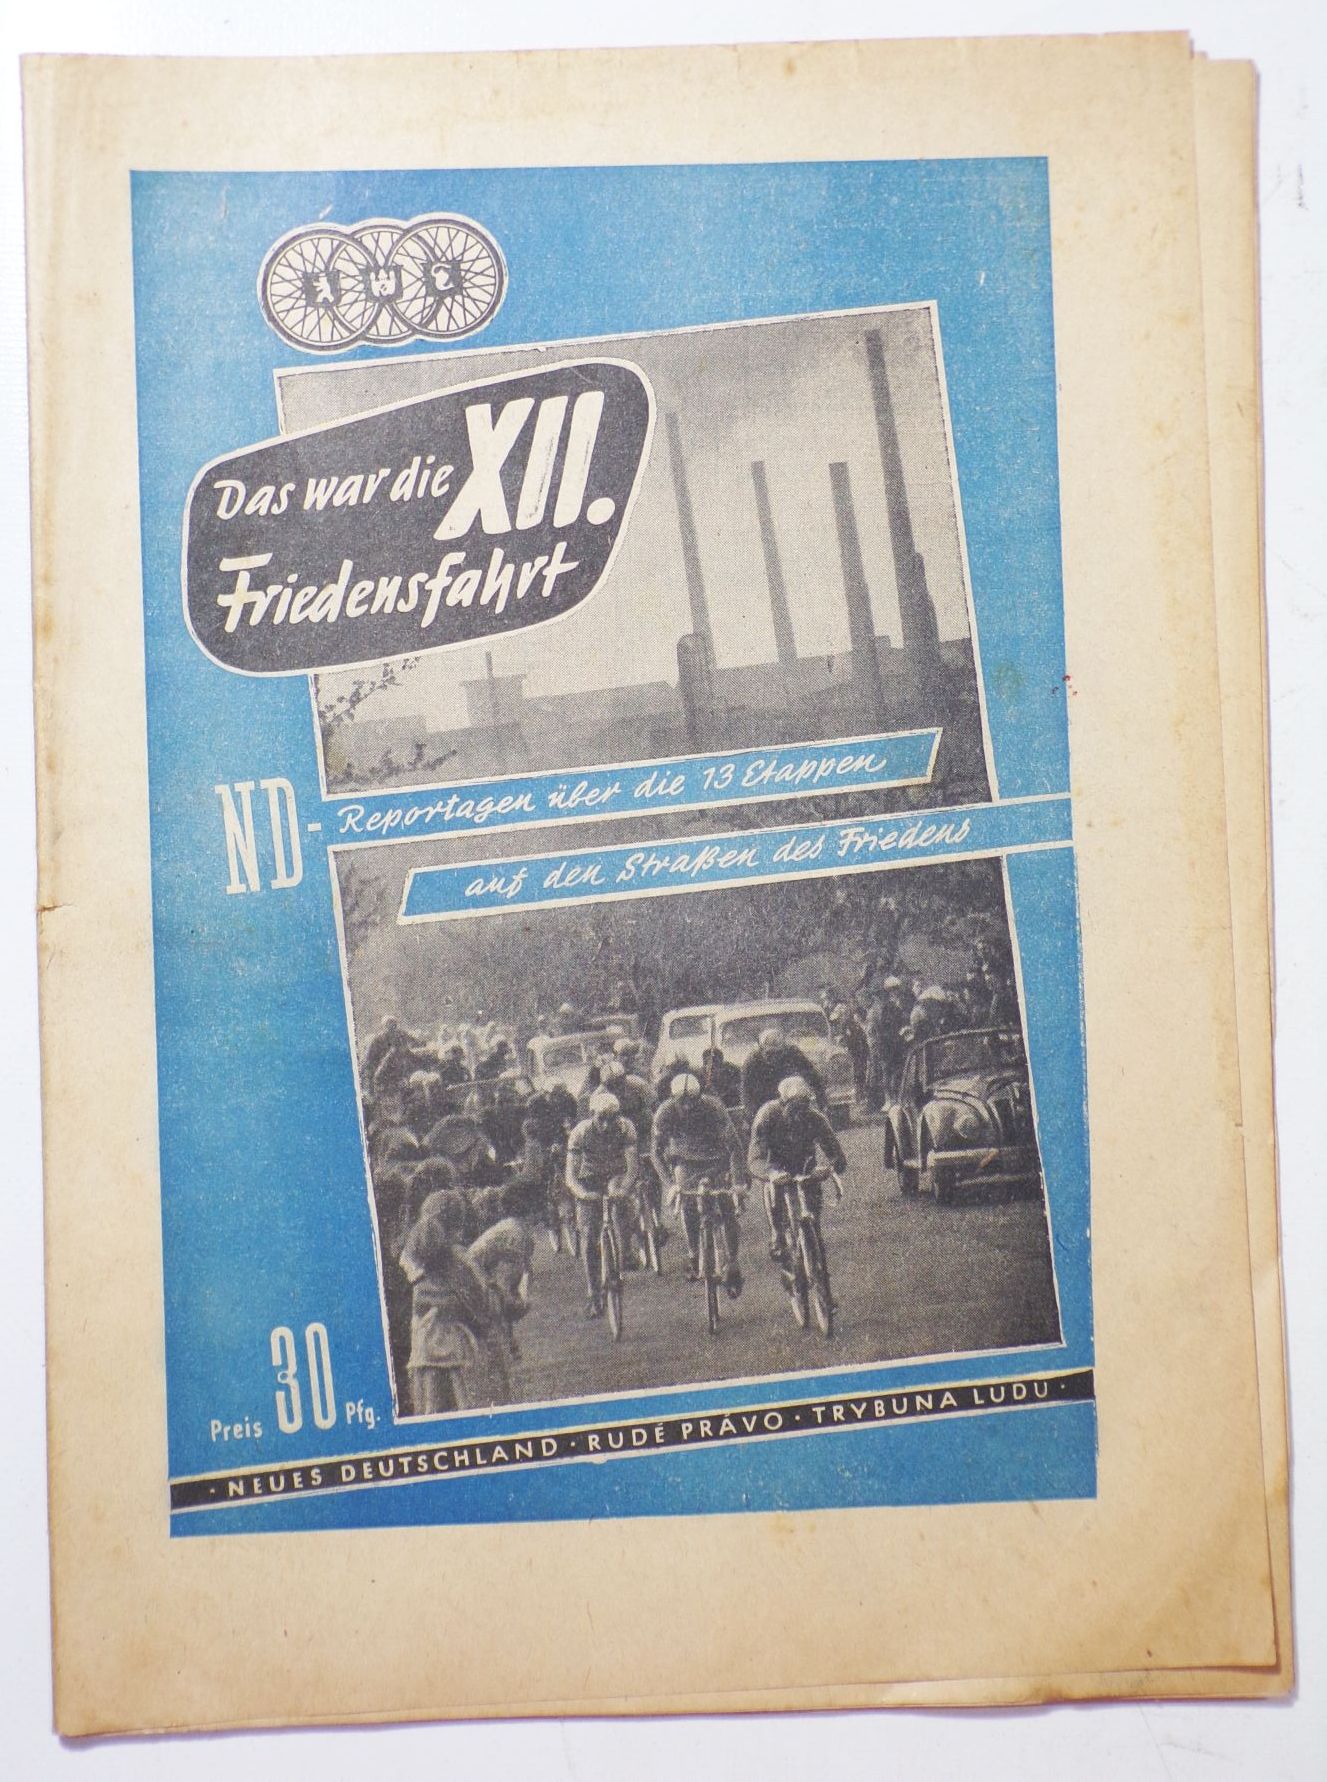 Das war die XII.
Friedensfahrt
ND-Reportagen über die 13 Etappen
auf den Straßen des Friedens
Preis 30 Pfg.
· NEUES DEUTSCHLAND · RUDÉ PRÁVO · TRYBUNA LUDU ·